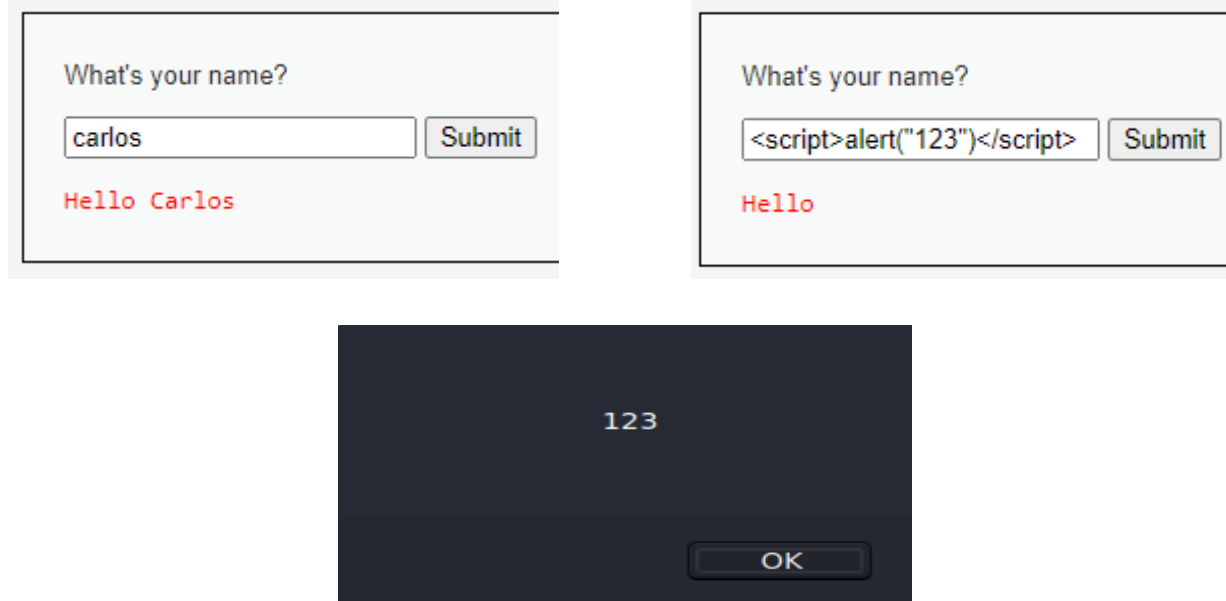 What's your name?
carlos Submit
Hello Carlos
What's your name?
<script>alert("123")</script> Submit
Hello
123
OK